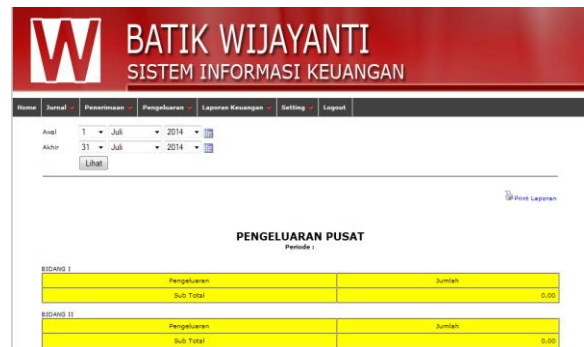 W BATIK WIJAYANTI
SISTEM INFORMASI KEUANGAN
Home Jurnal Penerimaan Pengeluaran Laporan Keuangan Setting Logout
Awal 1 Juli 2014
Akhir 31 Juli 2014
Lihat
Print Laporan
PENGELUARAN PUSAT
Periode :
BIDANG I
Pengeluaran Jumlah
Sub Total 0.00
BIDANG II
Pengeluaran Jumlah
Sub Total 0.00